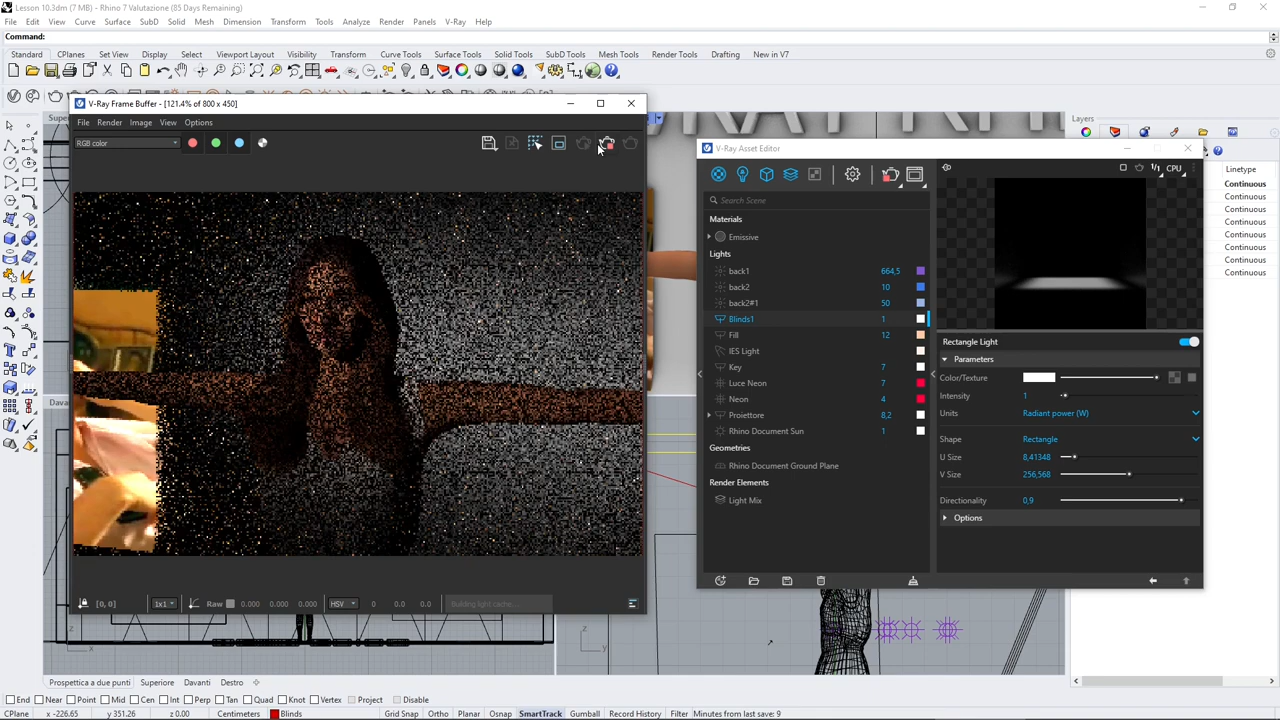 Lesson 10.3dm (7 MB) - Rhino 7 Valutazione (85 Days Remaining)
File Edit View Curve Surface SubD Solid Mesh Dimension Transform Tools Analyze Render Panels V-Ray Help
Command:
Standard CPlanes Set View Display Select Viewport Layout Visibility Transform Curve Tools Surface Tools Solid Tools SubD Tools Mesh Tools Render Tools Drafting New in V7
V-Ray Frame Buffer - [121.4% of 800 x 450]
File Render Image View Options
RGB color
V-Ray Asset Editor
CPU
Search Scene
Materials
Emissive
Lights
back1 664,5
back2 10
back2#1 50
Blinds1 1
Fill 12
IES Light
Key 7
Luce Neon 7
Neon 4
Proiettore 8,2
Rhino Document Sun 1
Geometries
Rhino Document Ground Plane
Render Elements
Light Mix
Rectangle Light
Parameters
Color/Texture
Intensity 1
Units Radiant power (W)
Shape Rectangle
U Size 8,41348
V Size 256,568
Directionality 0,9
Options
Layers
Linetype
Continuous
Continuous
Continuous
Continuous
Continuous
Continuous
Continuous
Continuous
[0, 0] 1x1 Raw 0.000 0.000 0.000 HSV 0 0.0 0.0 Building light cache...
z
x
z
y
Prospettica a due punti Superiore Davanti Destro
End Near Point Mid Cen Int Perp Tan Quad Knot Vertex Project Disable
CPlane x -226.65 y 351.26 z 0.00 Centimeters Blinds Grid Snap Ortho Planar Osnap SmartTrack Gumball Record History Filter Minutes from last save: 9